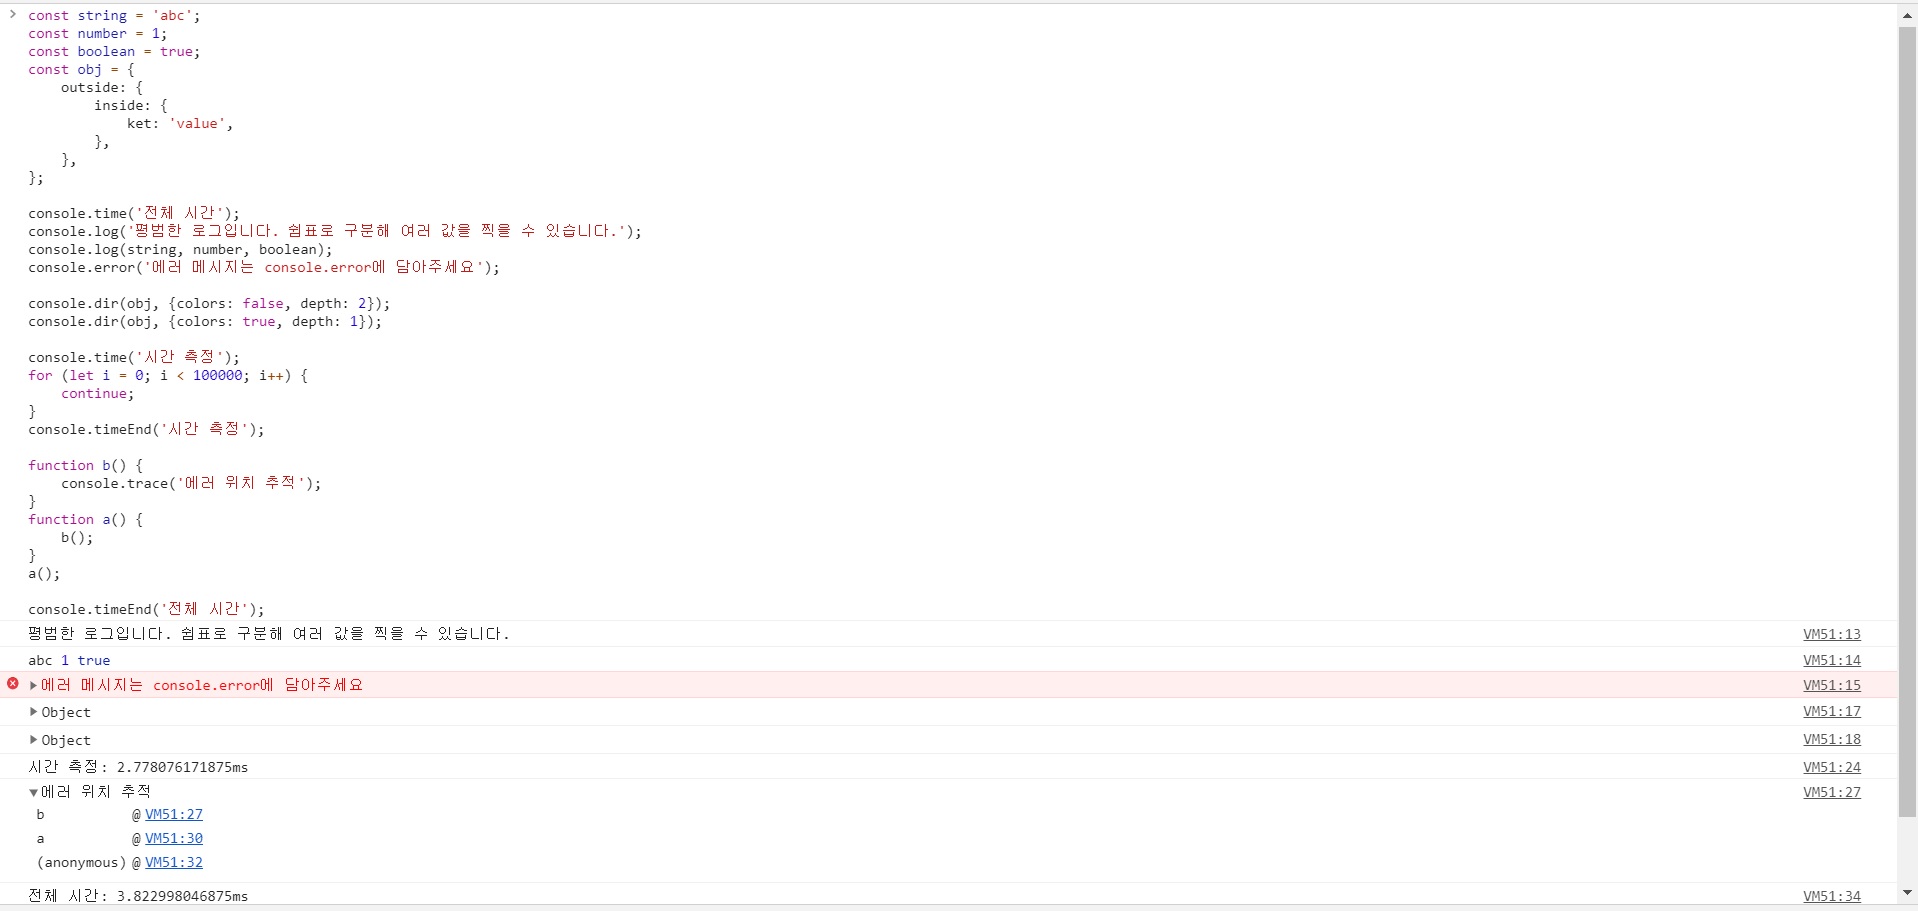 const string = 'abc';
const number = 1;
const boolean = true;
const obj = {
    outside: {
        inside: {
            ket: 'value',
        },
    },
};
console.time('전체 시간');
console.log('평범한 로그입니다. 쉼표로 구분해 여러 값을 찍을 수 있습니다.');
console.log(string, number, boolean);
console.error('에러 메시지는 console.error에 담아주세요');
console.dir(obj, {colors: false, depth: 2});
console.dir(obj, {colors: true, depth: 1});
console.time('시간 측정');
for (let i = 0; i < 100000; i++) {
    continue;
}
console.timeEnd('시간 측정');
function b() {
    console.trace('에러 위치 추적');
}
function a() {
    b();
}
a();
console.timeEnd('전체 시간');
평범한 로그입니다. 쉼표로 구분해 여러 값을 찍을 수 있습니다. VM51:13
abc 1 true VM51:14
에러 메시지는 console.error에 담아주세요 VM51:15
Object VM51:17
Object VM51:18
시간 측정: 2.778076171875ms VM51:24
에러 위치 추적 VM51:27
b @ VM51:27
a @ VM51:30
(anonymous) @ VM51:32
전체 시간: 3.822998046875ms VM51:34